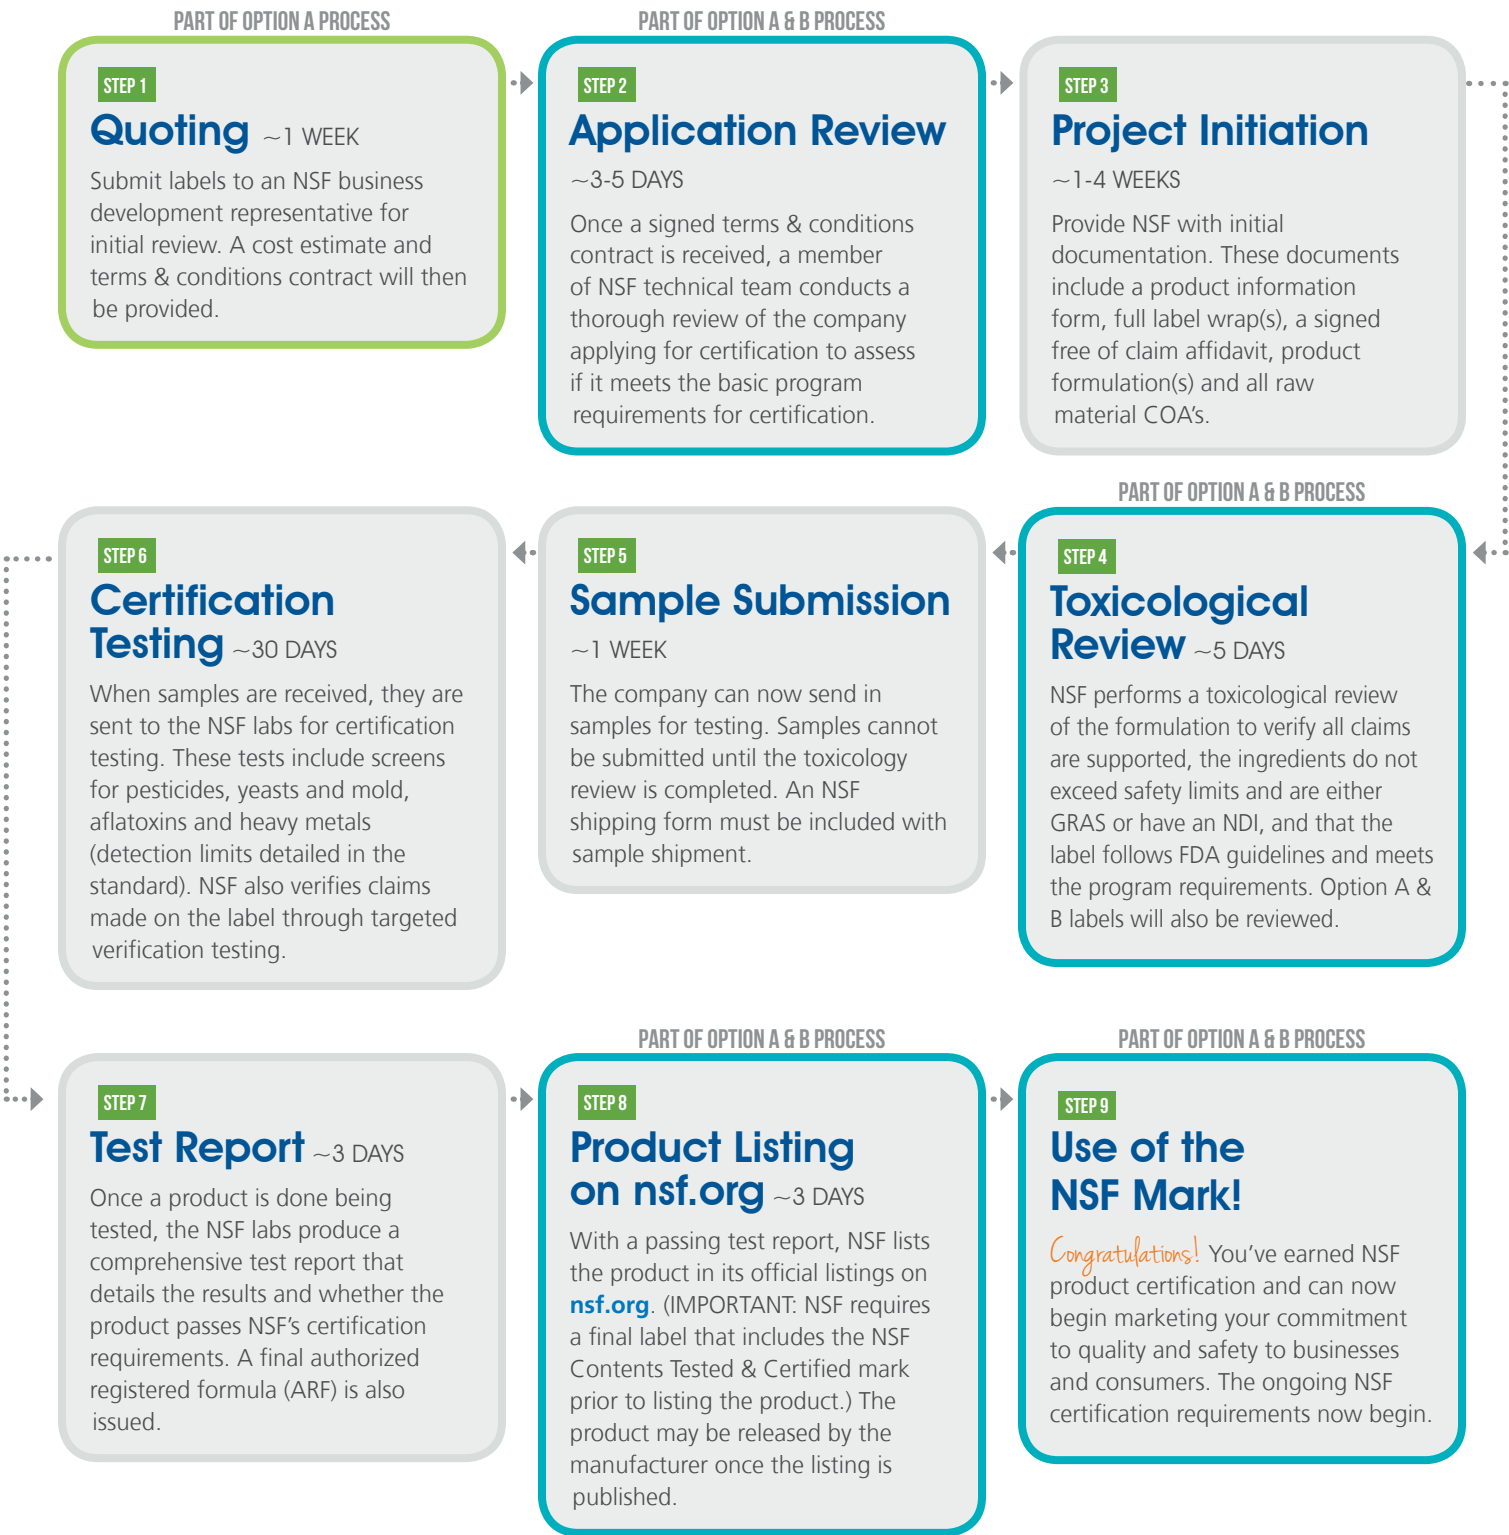 PART OF OPTION A PROCESS
STEP 1
Quoting ~1 WEEK
Submit labels to an NSF business
development representative for
initial review. A cost estimate and
terms & conditions contract will then
be provided.
PART OF OPTION A & B PROCESS
STEP 2
Application Review
~3-5 DAYS
Once a signed terms & conditions
contract is received, a member
of NSF technical team conducts a
thorough review of the company
applying for certification to assess
if it meets the basic program
requirements for certification.
STEP 3
Project Initiation
~1-4 WEEKS
Provide NSF with initial
documentation. These documents
include a product information
form, full label wrap(s), a signed
free of claim affidavit, product
formulation(s) and all raw
material COA’s.
PART OF OPTION A & B PROCESS
STEP 4
Toxicological
Review ~5 DAYS
NSF performs a toxicological review
of the formulation to verify all claims
are supported, the ingredients do not
exceed safety limits and are either
GRAS or have an NDI, and that the
label follows FDA guidelines and meets
the program requirements. Option A &
B labels will also be reviewed.
STEP 5
Sample Submission
~1 WEEK
The company can now send in
samples for testing. Samples cannot
be submitted until the toxicology
review is completed. An NSF
shipping form must be included with
sample shipment.
STEP 6
Certification
Testing ~30 DAYS
When samples are received, they are
sent to the NSF labs for certification
testing. These tests include screens
for pesticides, yeasts and mold,
aflatoxins and heavy metals
(detection limits detailed in the
standard). NSF also verifies claims
made on the label through targeted
verification testing.
STEP 7
Test Report ~3 DAYS
Once a product is done being
tested, the NSF labs produce a
comprehensive test report that
details the results and whether the
product passes NSF’s certification
requirements. A final authorized
registered formula (ARF) is also
issued.
PART OF OPTION A & B PROCESS
STEP 8
Product Listing
on nsf.org ~3 DAYS
With a passing test report, NSF lists
the product in its official listings on
nsf.org. (IMPORTANT: NSF requires
a final label that includes the NSF
Contents Tested & Certified mark
prior to listing the product.) The
product may be released by the
manufacturer once the listing is
published.
PART OF OPTION A & B PROCESS
STEP 9
Use of the
NSF Mark!
Congratulations! You’ve earned NSF
product certification and can now
begin marketing your commitment
to quality and safety to businesses
and consumers. The ongoing NSF
certification requirements now begin.